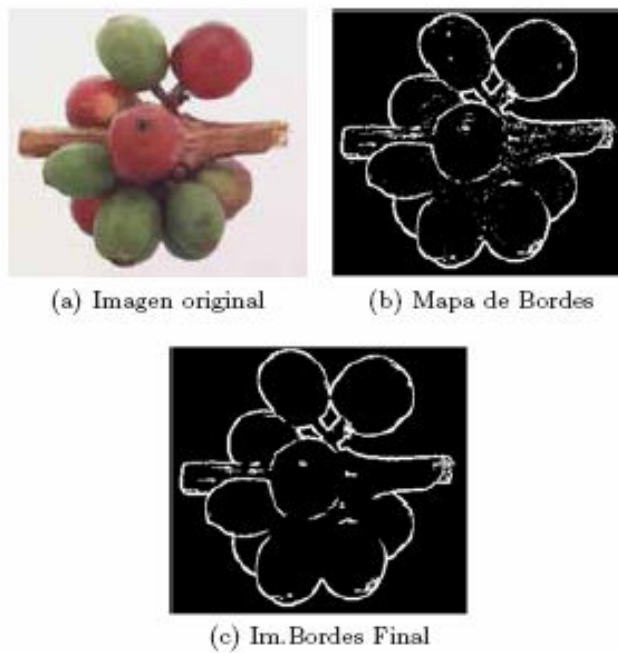 (a) Imagen original
(b) Mapa de Bordes
(c) Im.Bordes Final